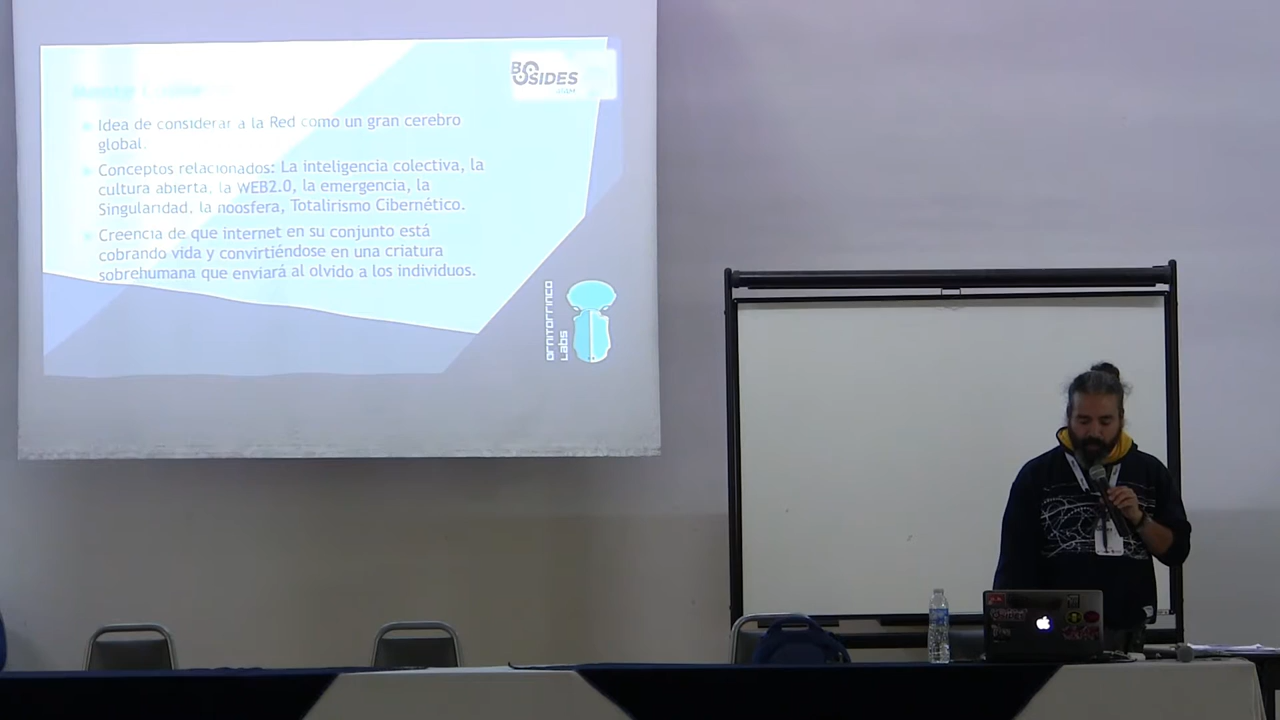 BSIDES
Idea de considerar a la Red como un gran cerebro
global.
Conceptos relacionados: La inteligencia colectiva, la
cultura abierta, la WEB2.0, la emergencia, la
Singularidad, la noosfera, Totalirismo Cibernético.
Creencia de que internet en su conjunto está
cobrando vida y convirtiéndose en una criatura
sobrehumana que enviará al olvido a los individuos.
ORNITORRINCO
Labs